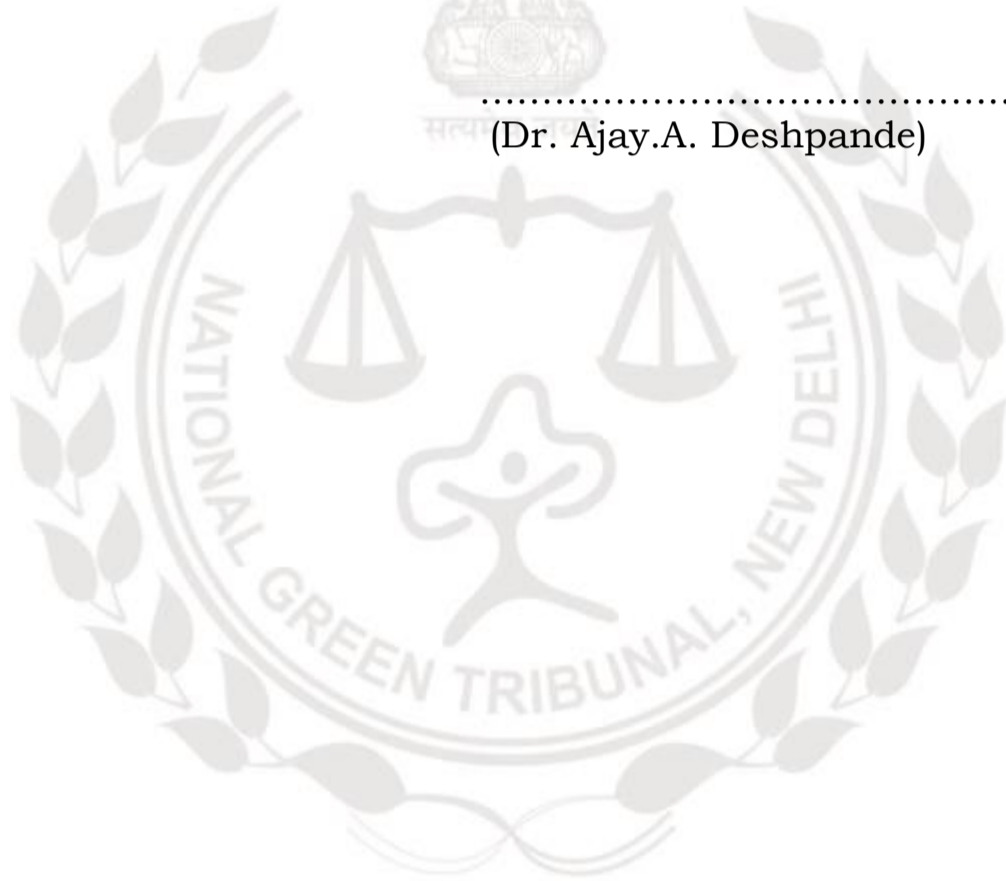 ..........................................
(Dr. Ajay.A. Deshpande)
NATIONAL GREEN TRIBUNAL, NEW DELHI